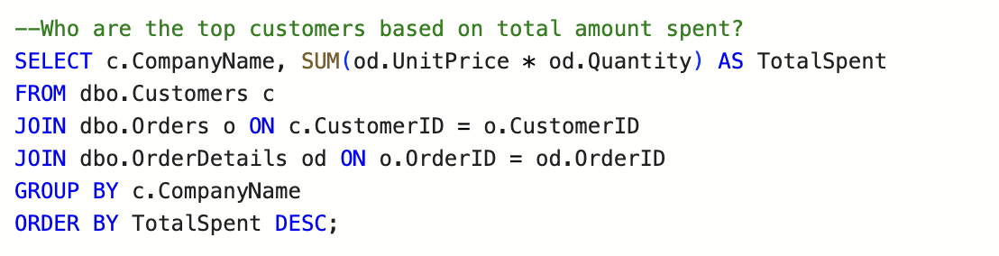 --Who are the top customers based on total amount spent?
SELECT c.CompanyName, SUM(od.UnitPrice * od.Quantity) AS TotalSpent
FROM dbo.Customers c
JOIN dbo.Orders o ON c.CustomerID = o.CustomerID
JOIN dbo.OrderDetails od ON o.OrderID = od.OrderID
GROUP BY c.CompanyName
ORDER BY TotalSpent DESC;